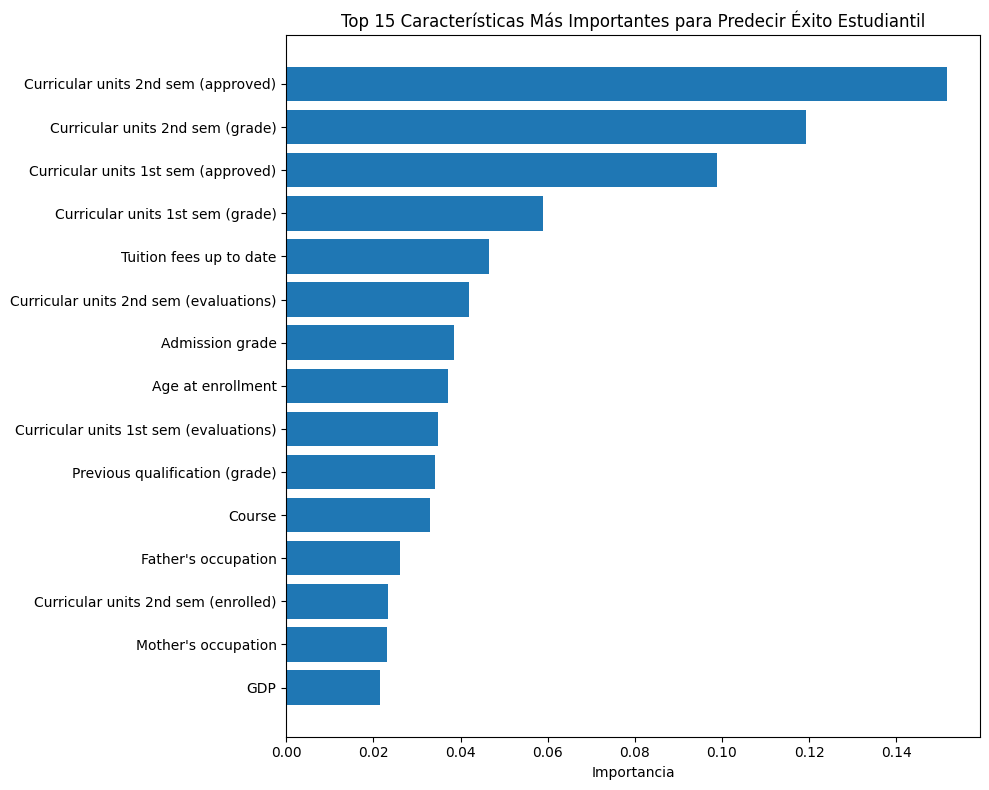 Top 15 Características Más Importantes para Predecir Éxito Estudiantil
Curricular units 2nd sem (approved)
Curricular units 2nd sem (grade)
Curricular units 1st sem (approved)
Curricular units 1st sem (grade)
Tuition fees up to date
Curricular units 2nd sem (evaluations)
Admission grade
Age at enrollment
Curricular units 1st sem (evaluations)
Previous qualification (grade)
Course
Father's occupation
Curricular units 2nd sem (enrolled)
Mother's occupation
GDP
0.00 0.02 0.04 0.06 0.08 0.10 0.12 0.14
Importancia